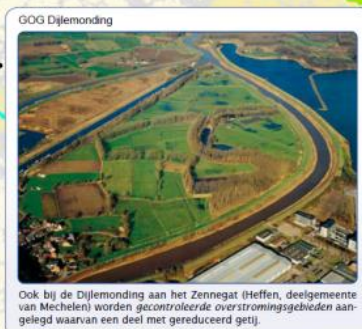 GOG Dijlemonding
Ook bij de Dijlemonding aan het Zennegat (Heffen, deelgemeente
van Mechelen) worden gecontroleerde overstromingsgebieden aan-
gelegd waarvan een deel met gereduceerd getij.